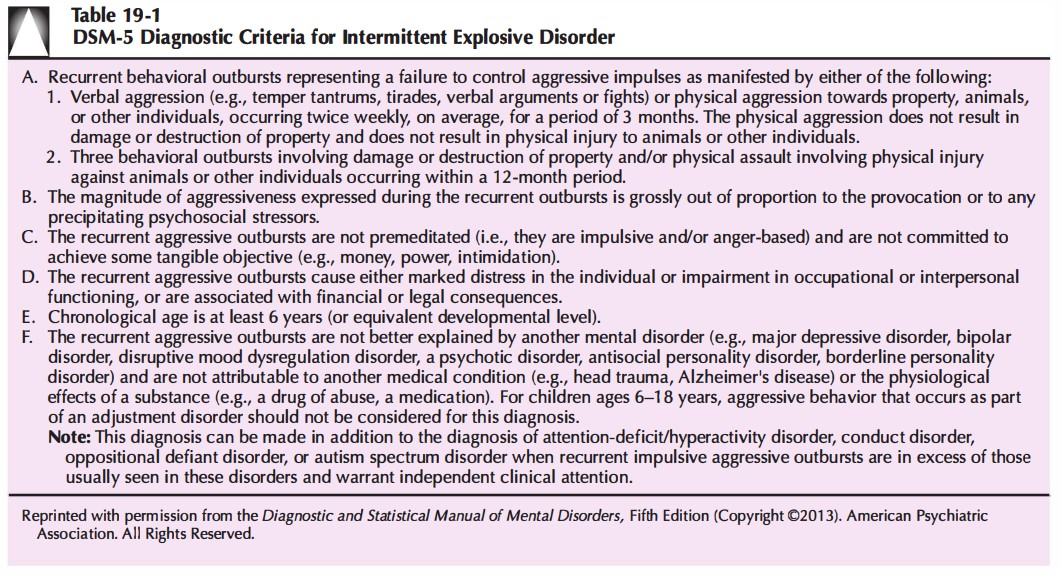 Table 19-1
DSM-5 Diagnostic Criteria for Intermittent Explosive Disorder
A. Recurrent behavioral outbursts representing a failure to control aggressive impulses as manifested by either of the following:
1. Verbal aggression (e.g., temper tantrums, tirades, verbal arguments or fights) or physical aggression towards property, animals,
or other individuals, occurring twice weekly, on average, for a period of 3 months. The physical aggression does not result in
damage or destruction of property and does not result in physical injury to animals or other individuals.
2. Three behavioral outbursts involving damage or destruction of property and/or physical assault involving physical injury
against animals or other individuals occurring within a 12-month period.
B. The magnitude of aggressiveness expressed during the recurrent outbursts is grossly out of proportion to the provocation or to any
precipitating psychosocial stressors.
C. The recurrent aggressive outbursts are not premeditated (i.e., they are impulsive and/or anger-based) and are not committed to
achieve some tangible objective (e.g., money, power, intimidation).
D. The recurrent aggressive outbursts cause either marked distress in the individual or impairment in occupational or interpersonal
functioning, or are associated with financial or legal consequences.
E. Chronological age is at least 6 years (or equivalent developmental level).
F. The recurrent aggressive outbursts are not better explained by another mental disorder (e.g., major depressive disorder, bipolar
disorder, disruptive mood dysregulation disorder, a psychotic disorder, antisocial personality disorder, borderline personality
disorder) and are not attributable to another medical condition (e.g., head trauma, Alzheimer's disease) or the physiological
effects of a substance (e.g., a drug of abuse, a medication). For children ages 6–18 years, aggressive behavior that occurs as part
of an adjustment disorder should not be considered for this diagnosis.
Note: This diagnosis can be made in addition to the diagnosis of attention-deficit/hyperactivity disorder, conduct disorder,
oppositional defiant disorder, or autism spectrum disorder when recurrent impulsive aggressive outbursts are in excess of those
usually seen in these disorders and warrant independent clinical attention.
Reprinted with permission from the Diagnostic and Statistical Manual of Mental Disorders, Fifth Edition (Copyright ©2013). American Psychiatric
Association. All Rights Reserved.